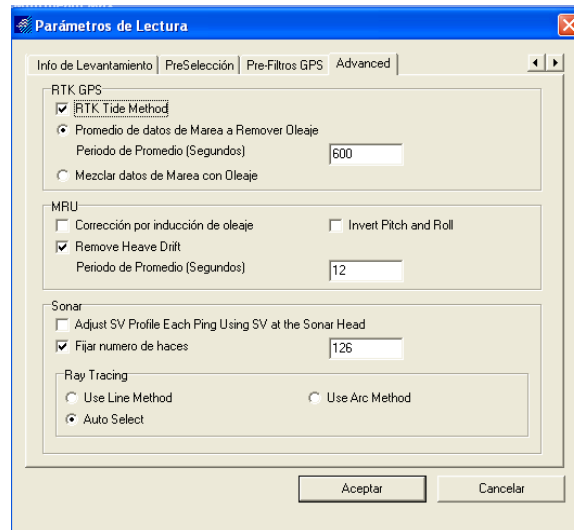 Parámetros de Lectura
Info de Levantamiento PreSelección Pre-Filtros GPS Advanced
RTK GPS
RTK Tide Method
Promedio de datos de Marea a Remover Oleaje
Periodo de Promedio (Segundos) 600
Mezclar datos de Marea con Oleaje
MRU
Corrección por inducción de oleaje Invert Pitch and Roll
Remove Heave Drift
Periodo de Promedio (Segundos) 12
Sonar
Adjust SV Profile Each Ping Using SV at the Sonar Head
Fijar numero de haces 126
Ray Tracing
Use Line Method Use Arc Method
Auto Select
Aceptar Cancelar